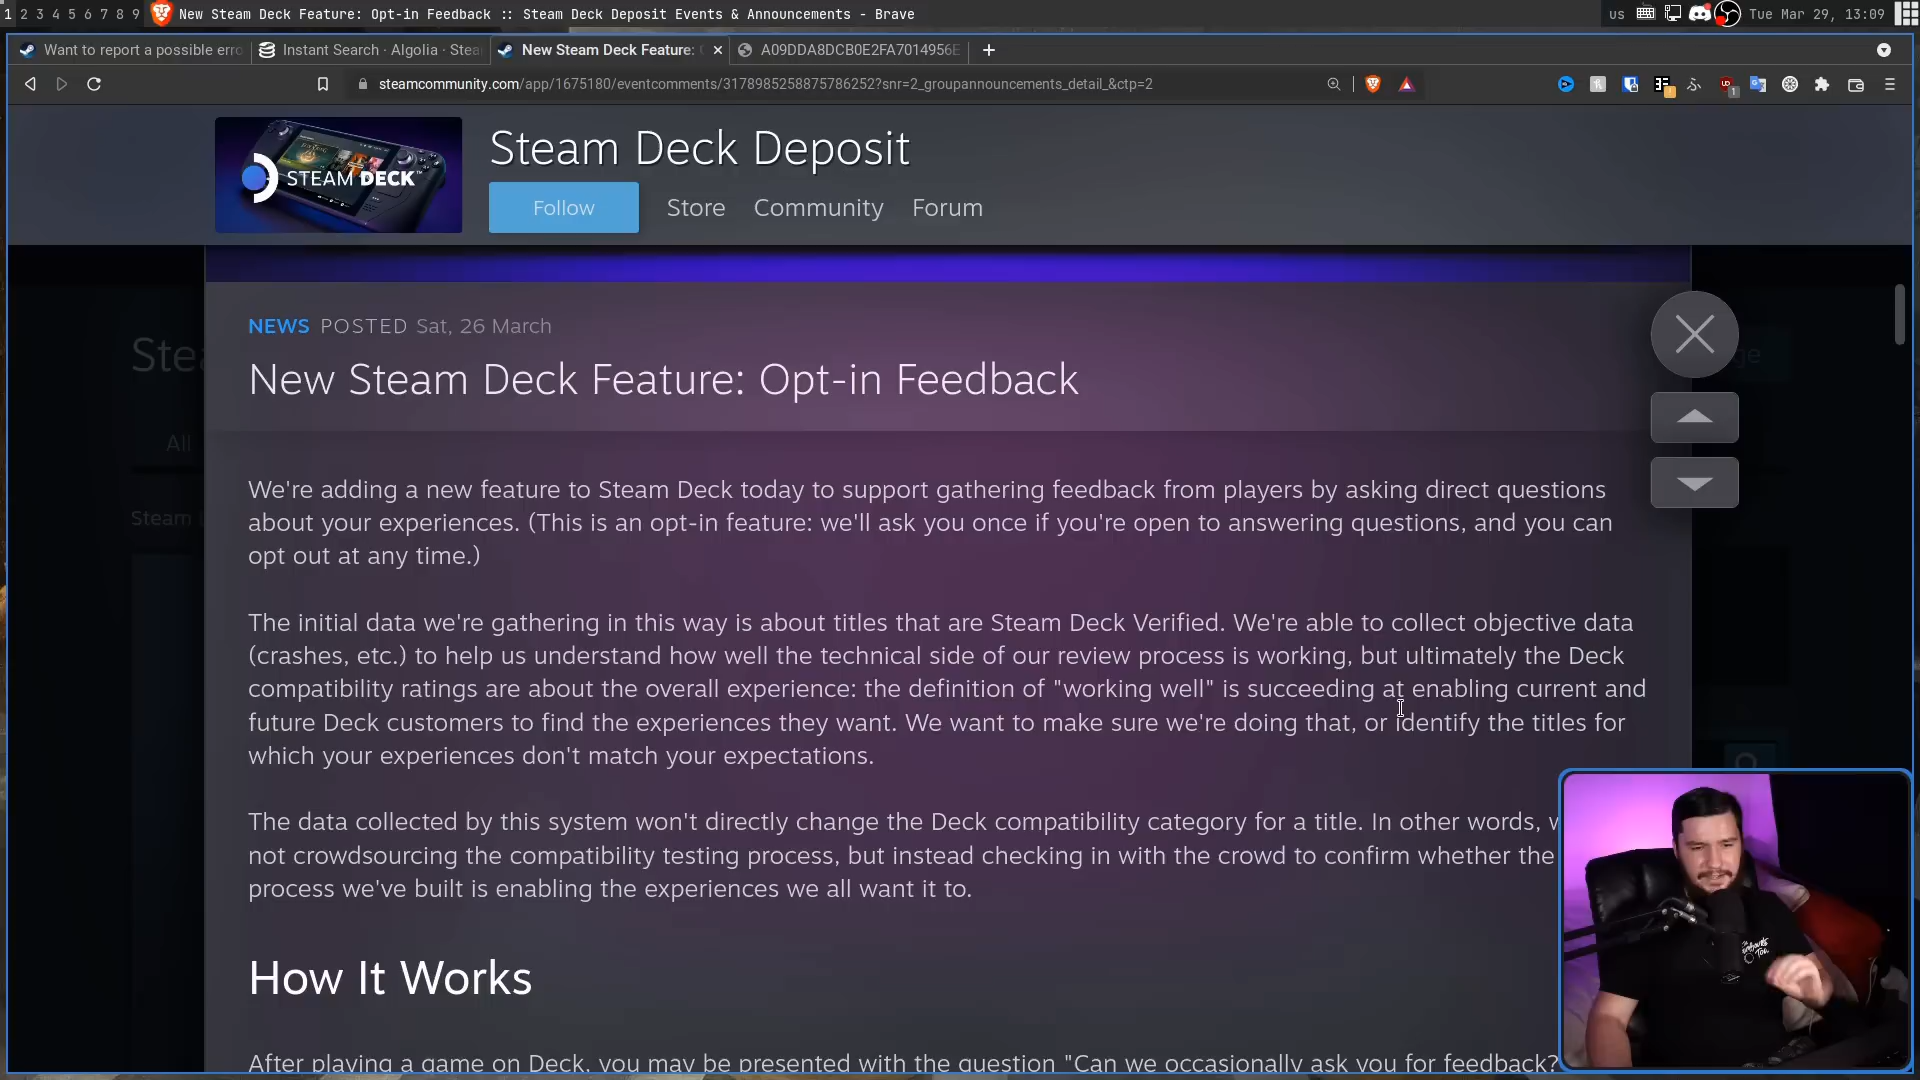 1 2 3 4 5 6 7 8 9 New Steam Deck Feature: Opt-in Feedback :: Steam Deck Deposit Events & Announcements - Brave us Tue Mar 29, 13:09
Want to report a possible erro Instant Search · Algolia · Stea New Steam Deck Feature: A09DDA8DCB0E2FA7014956E
steamcommunity.com/app/1675180/eventcomments/3178985258875786252?snr=2_groupannouncements_detail_&ctp=2
STEAM DECK
Steam Deck Deposit
Follow Store Community Forum
NEWS POSTED Sat, 26 March
Stea
New Steam Deck Feature: Opt-in Feedback
All
Steam
We're adding a new feature to Steam Deck today to support gathering feedback from players by asking direct questions
about your experiences. (This is an opt-in feature: we'll ask you once if you're open to answering questions, and you can
opt out at any time.)
The initial data we're gathering in this way is about titles that are Steam Deck Verified. We're able to collect objective data
(crashes, etc.) to help us understand how well the technical side of our review process is working, but ultimately the Deck
compatibility ratings are about the overall experience: the definition of "working well" is succeeding at enabling current and
future Deck customers to find the experiences they want. We want to make sure we're doing that, or identify the titles for
which your experiences don't match your expectations.
The data collected by this system won't directly change the Deck compatibility category for a title. In other words, w
not crowdsourcing the compatibility testing process, but instead checking in with the crowd to confirm whether the
process we've built is enabling the experiences we all want it to.
How It Works
After playing a game on Deck, you may be presented with the question "Can we occasionally ask you for feedback?